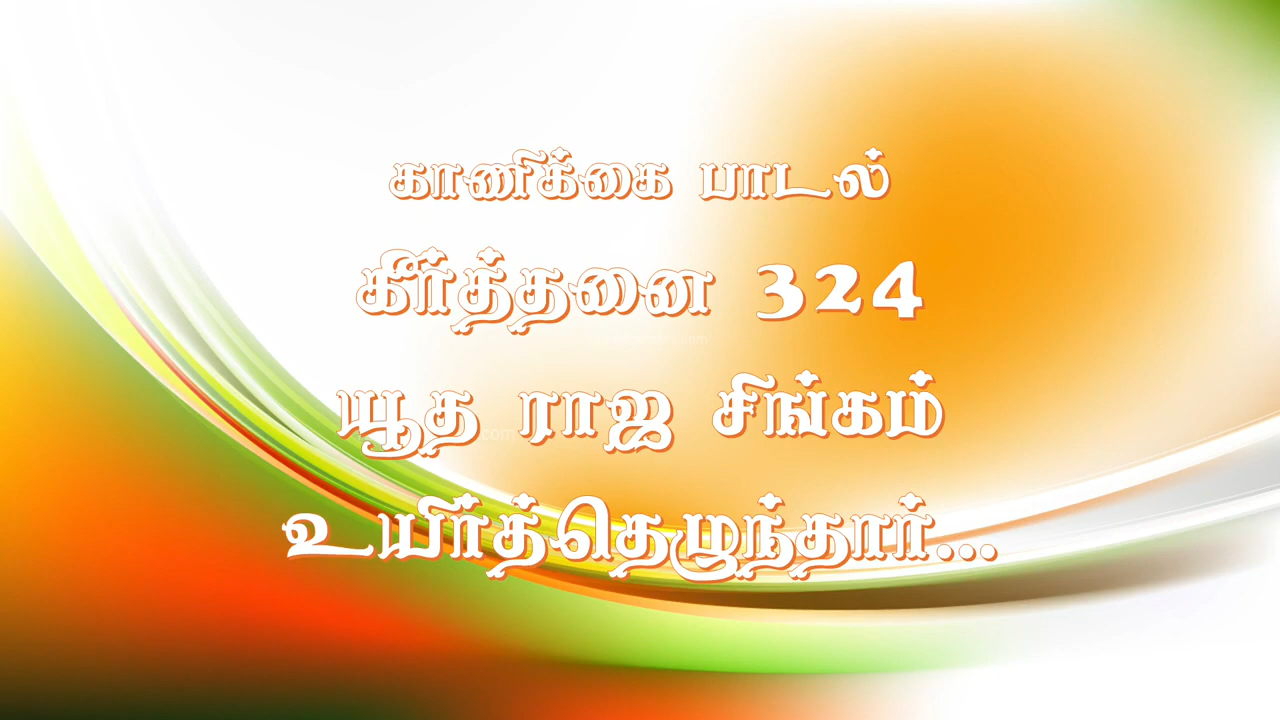 காணிக்கை பாடல்
கீர்த்தனை 324
யூத ராஜ சிங்கம்
உயிர்த்தெழுந்தார்...